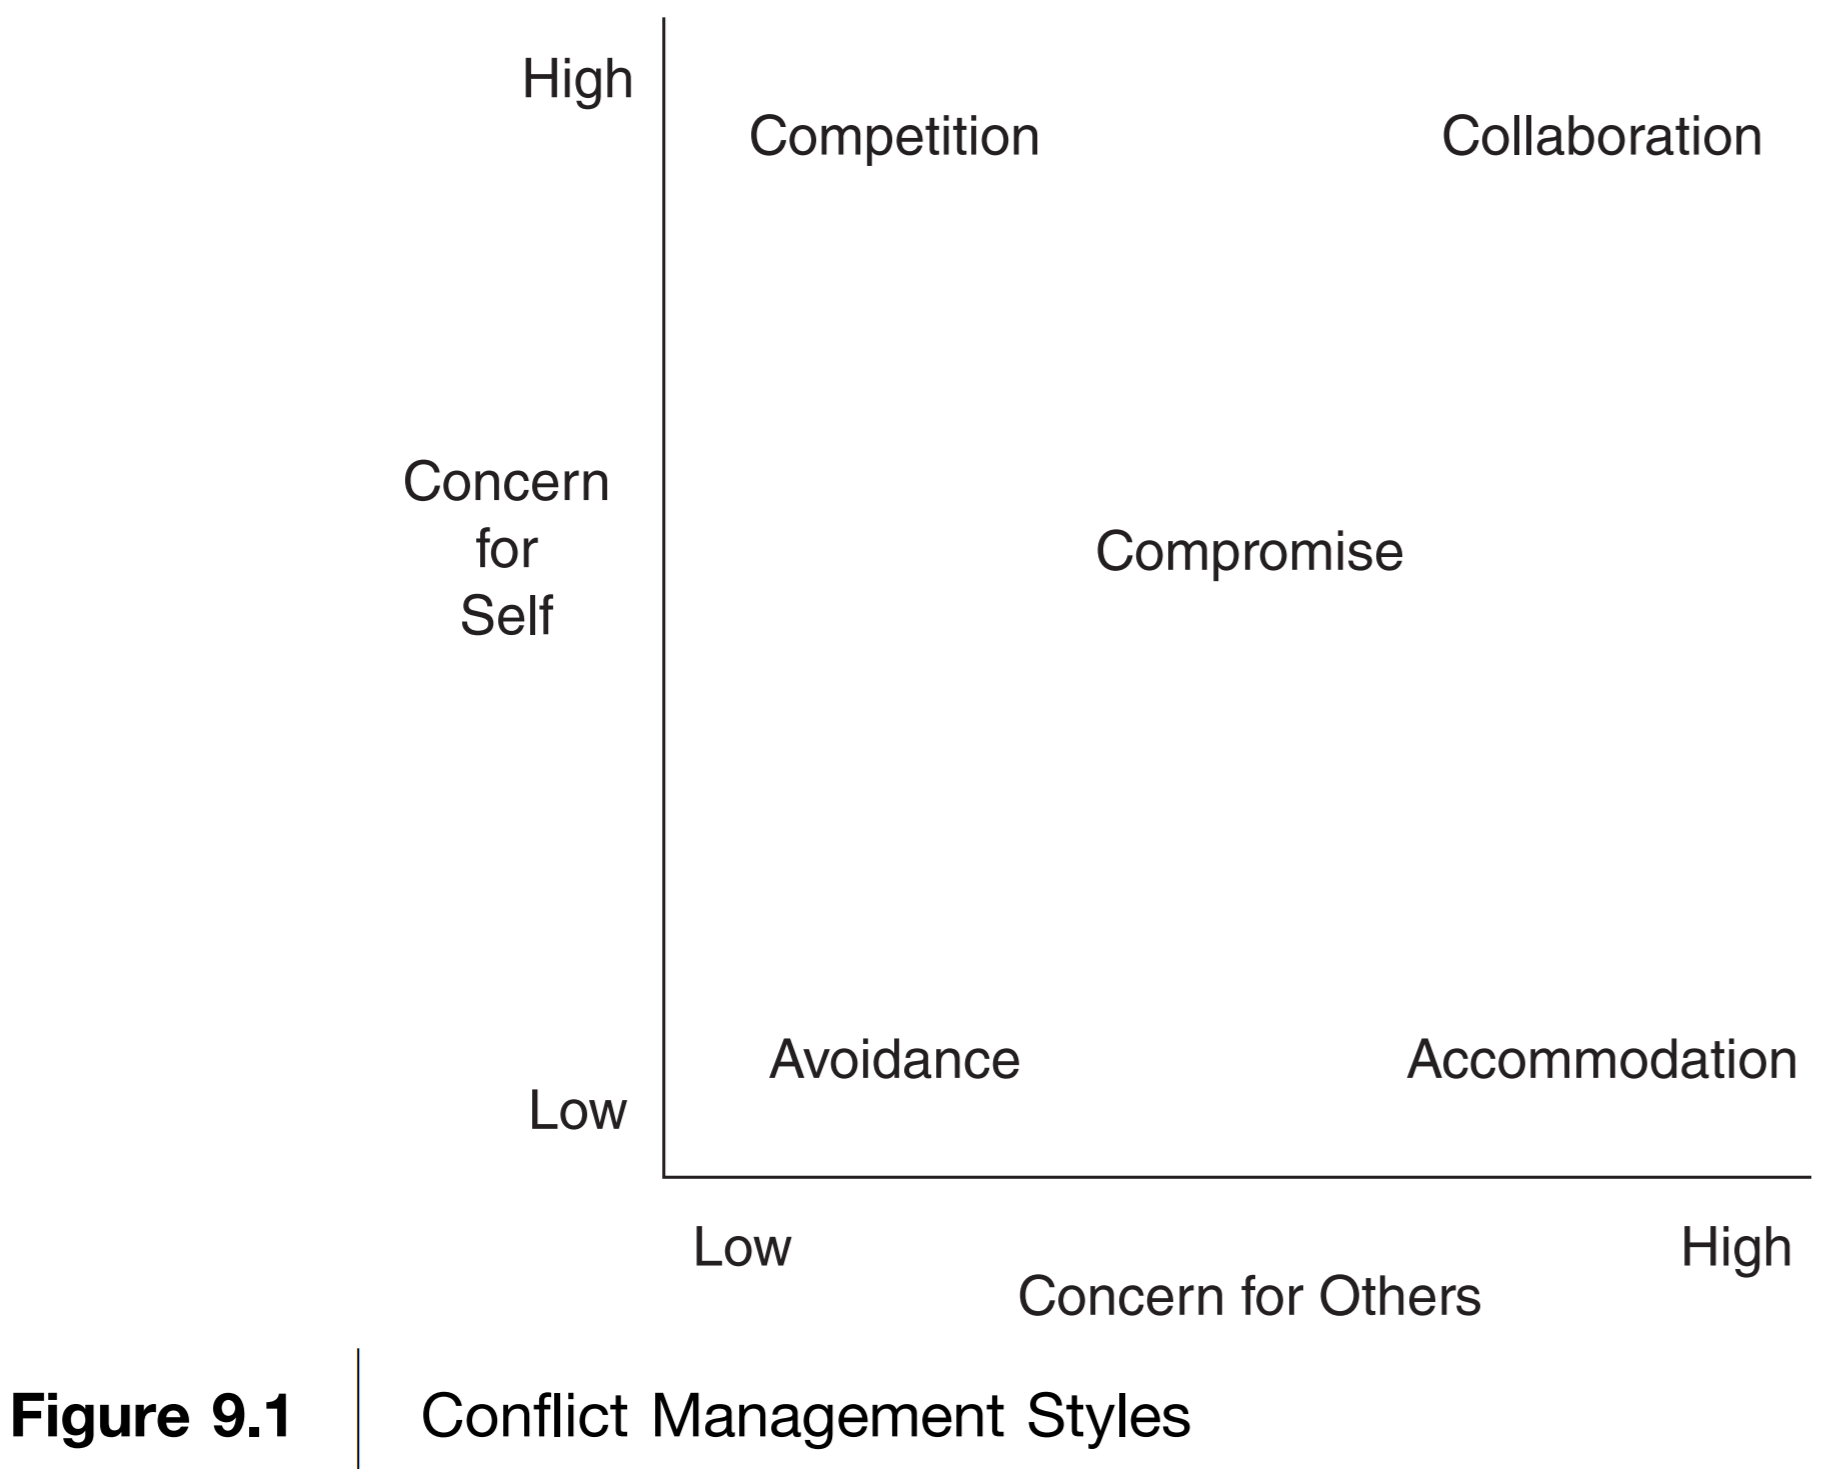 High
Competition
Collaboration
Concern
for
Self
Compromise
Avoidance
Accommodation
Low
Low
High
Concern for Others
Figure 9.1
Conflict Management Styles